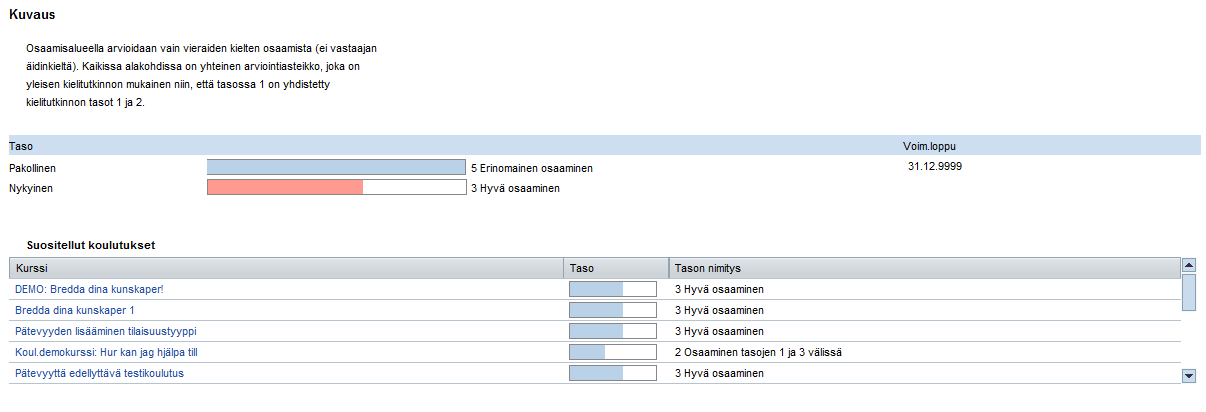 Kuvaus
Osaamisalueella arvioidaan vain vieraiden kielten osaamista (ei vastaajan
äidinkieltä). Kaikissa alakohdissa on yhteinen arviointiasteikko, joka on
yleisen kielitutkinnon mukainen niin, että tasossa 1 on yhdistetty
kielitutkinnon tasot 1 ja 2.
Taso Voim.loppu
Pakollinen 5 Erinomainen osaaminen 31.12.9999
Nykyinen 3 Hyvä osaaminen
Suositellut koulutukset
Kurssi Taso Tason nimitys
DEMO: Bredda dina kunskaper! 3 Hyvä osaaminen
Bredda dina kunskaper 1 3 Hyvä osaaminen
Pätevyyden lisääminen tilaisuustyyppi 3 Hyvä osaaminen
Koul.demokurssi: Hur kan jag hjälpa till 2 Osaaminen tasojen 1 ja 3 välissä
Pätevyyttä edellyttävä testikoulutus 3 Hyvä osaaminen